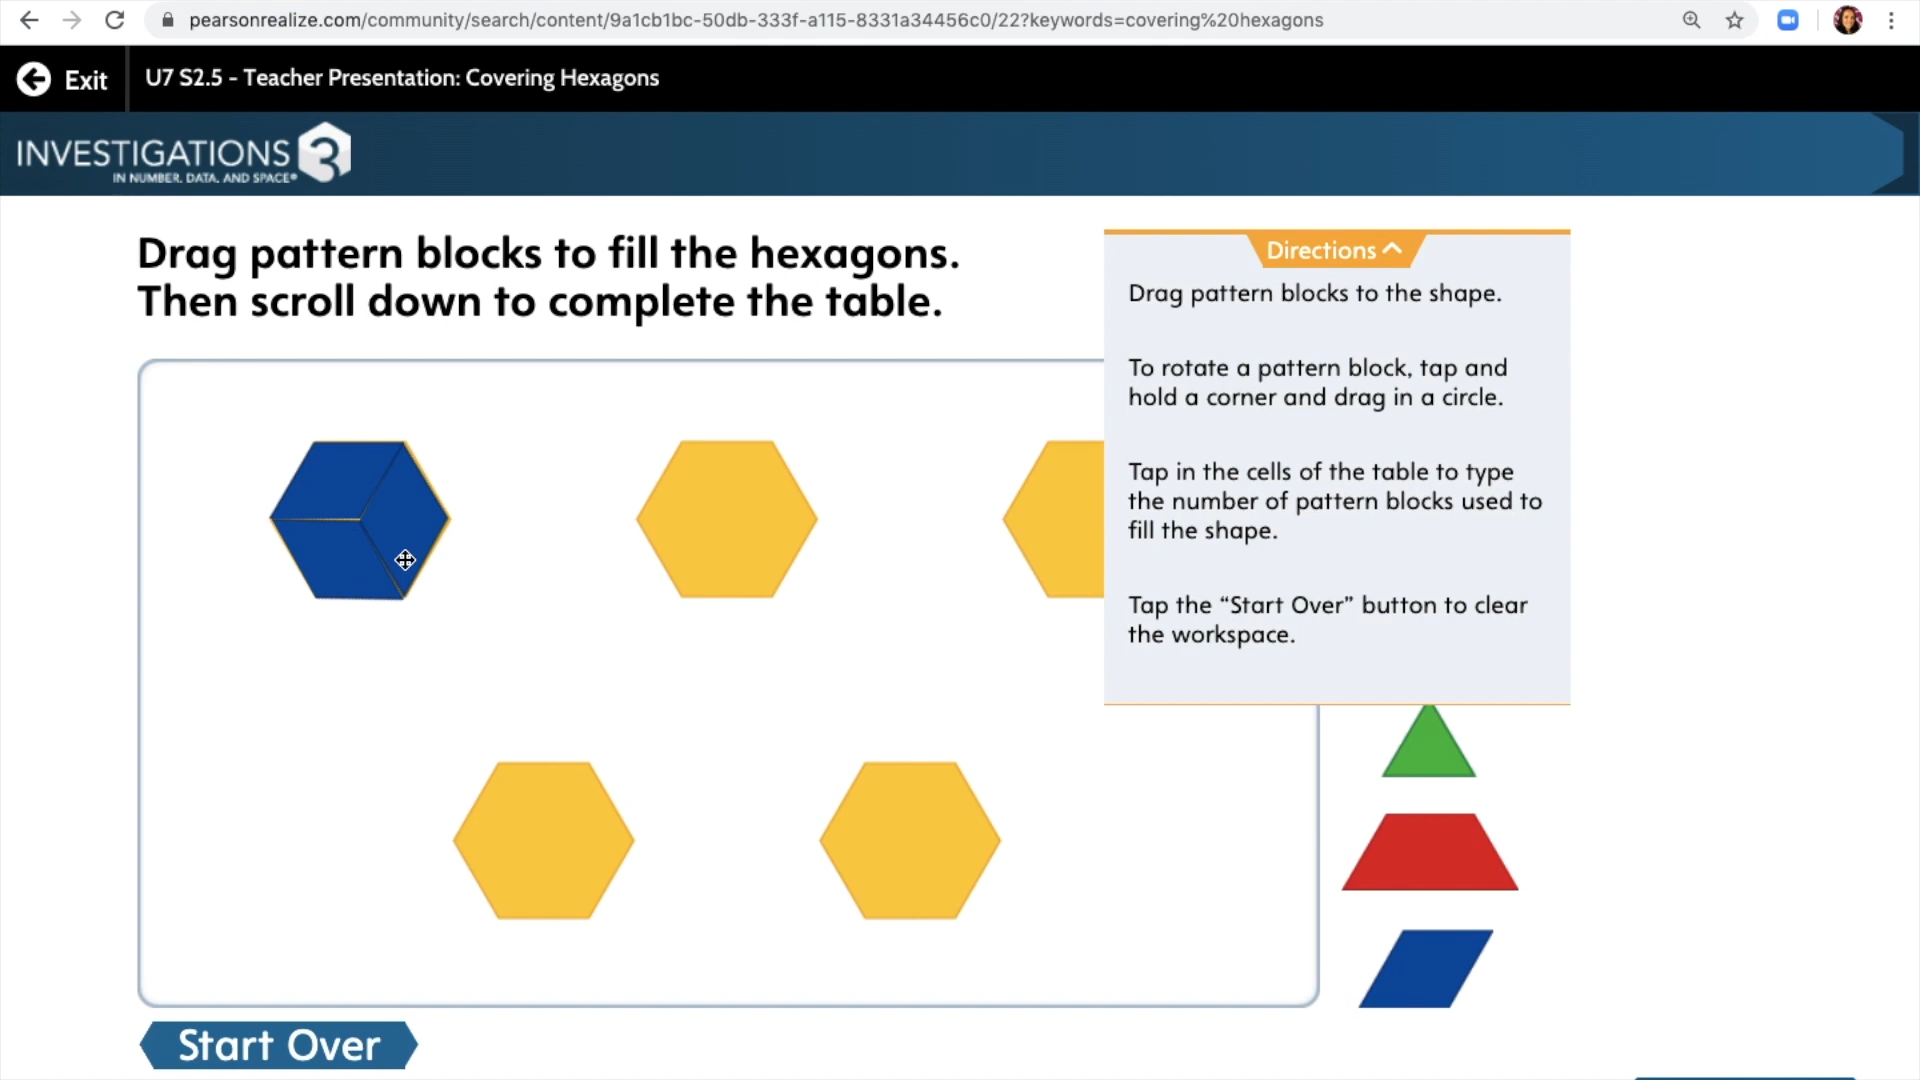 pearsonrealize.com/community/search/content/9a1cb1bc-50db-333f-a115-8331a34456c0/22?keywords=covering%20hexagons
Exit
U7 S2.5 - Teacher Presentation: Covering Hexagons
INVESTIGATIONS 3
IN NUMBER, DATA, AND SPACE®
Drag pattern blocks to fill the hexagons.
Then scroll down to complete the table.
Directions
Drag pattern blocks to the shape.
To rotate a pattern block, tap and
hold a corner and drag in a circle.
Tap in the cells of the table to type
the number of pattern blocks used to
fill the shape.
Tap the “Start Over” button to clear
the workspace.
Start Over